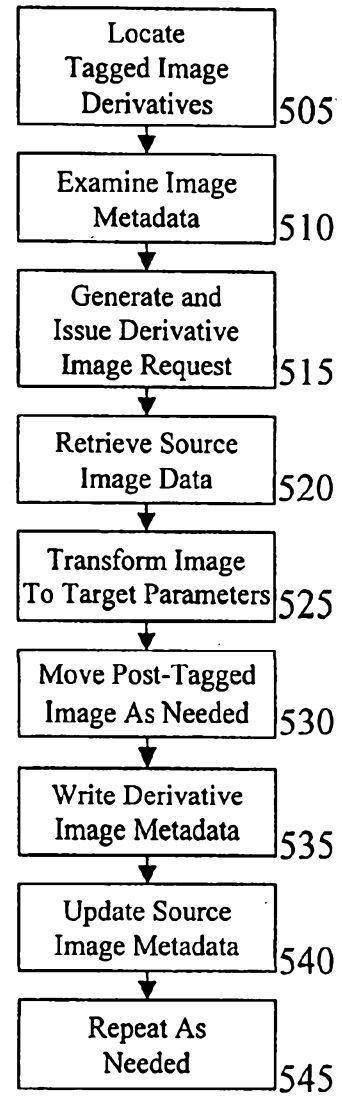 Locate
Tagged Image
Derivatives
505
Examine Image
Metadata
510
Generate and
Issue Derivative
Image Request
515
Retrieve Source
Image Data
520
Transform Image
To Target Parameters
525
Move Post-Tagged
Image As Needed
530
Write Derivative
Image Metadata
535
Update Source
Image Metadata
540
Repeat As
Needed
545